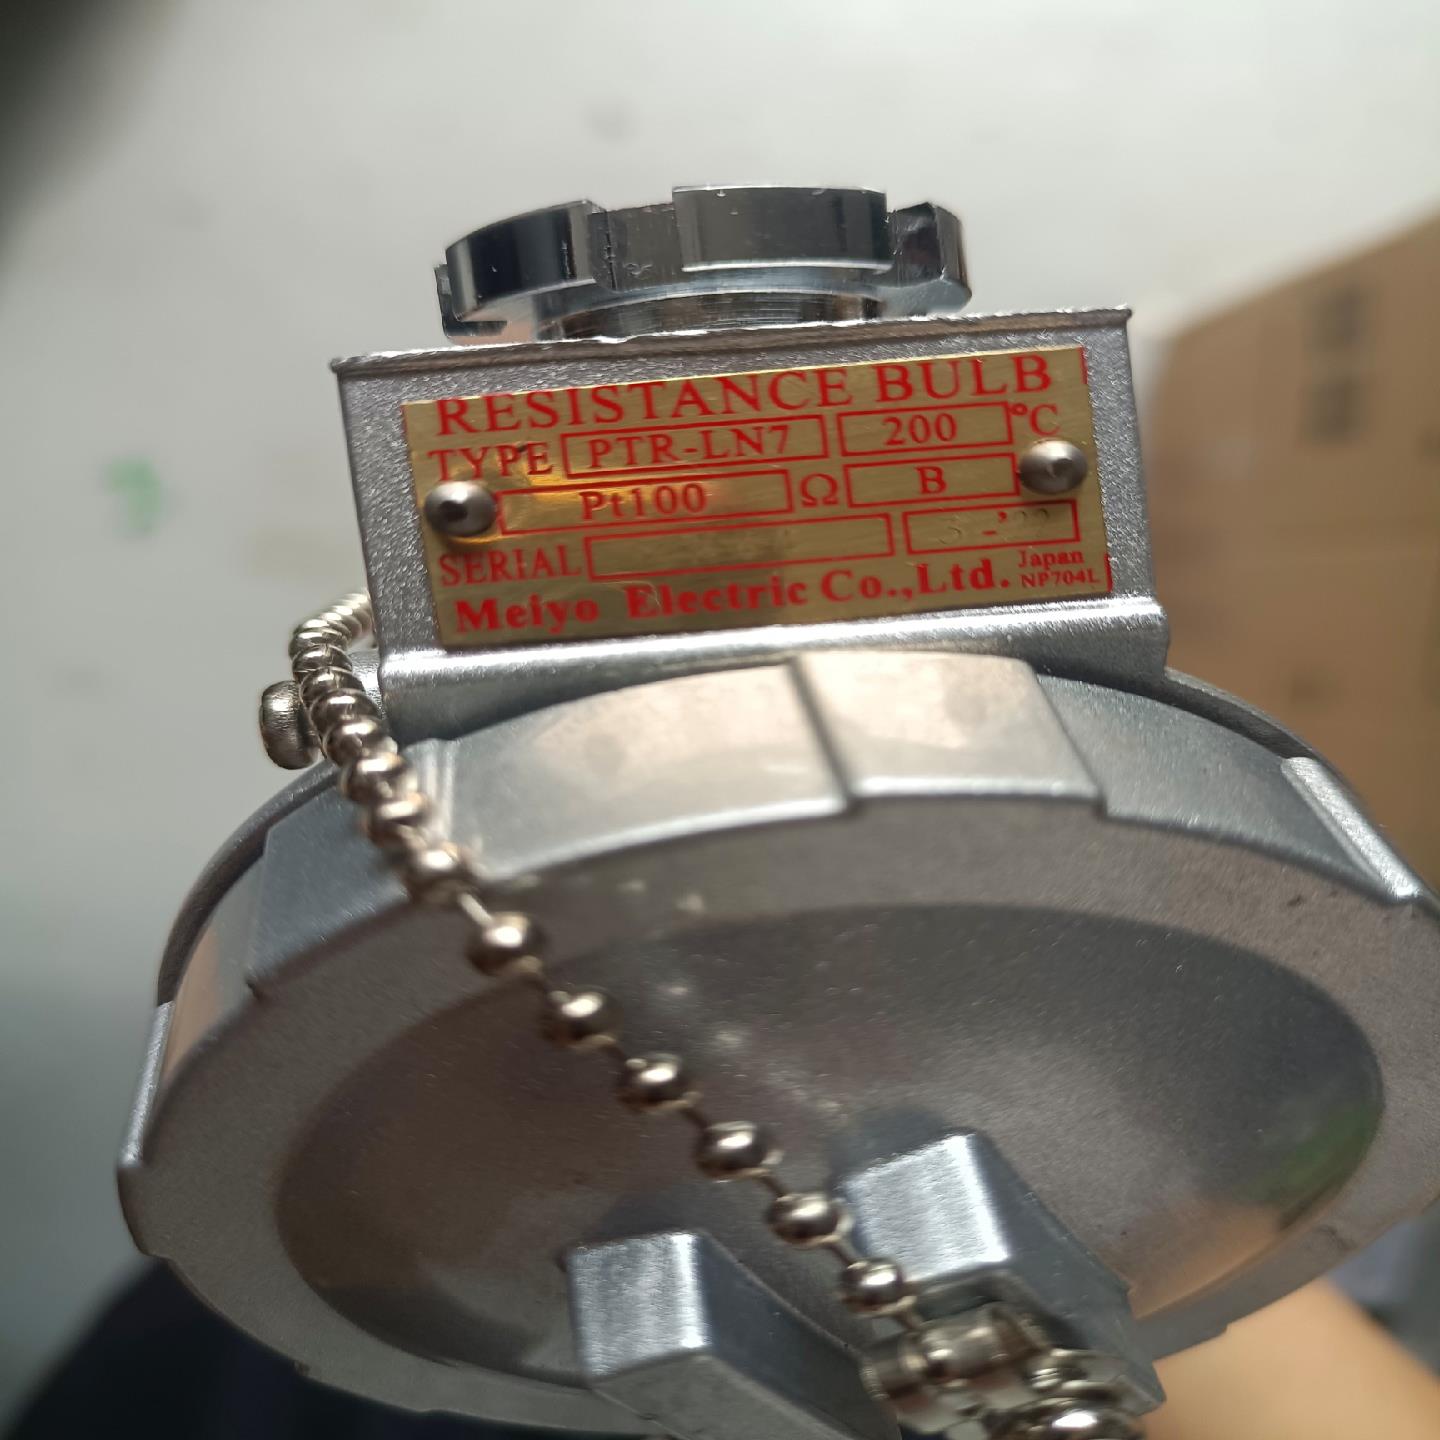 RESISTANCE BULB
TYPE PTR-LN7 200 °C
Pt100 Ω B
SERIAL
Meiyo Electric Co.,Ltd. Japan
NP704L